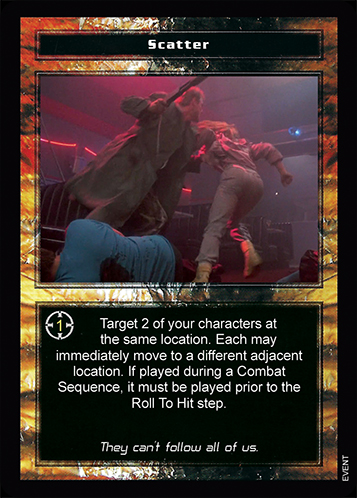 Scatter
1
Target 2 of your characters at
the same location. Each may
immediately move to a different adjacent
location. If played during a Combat
Sequence, it must be played prior to the
Roll To Hit step.
They can't follow all of us.
EVENT